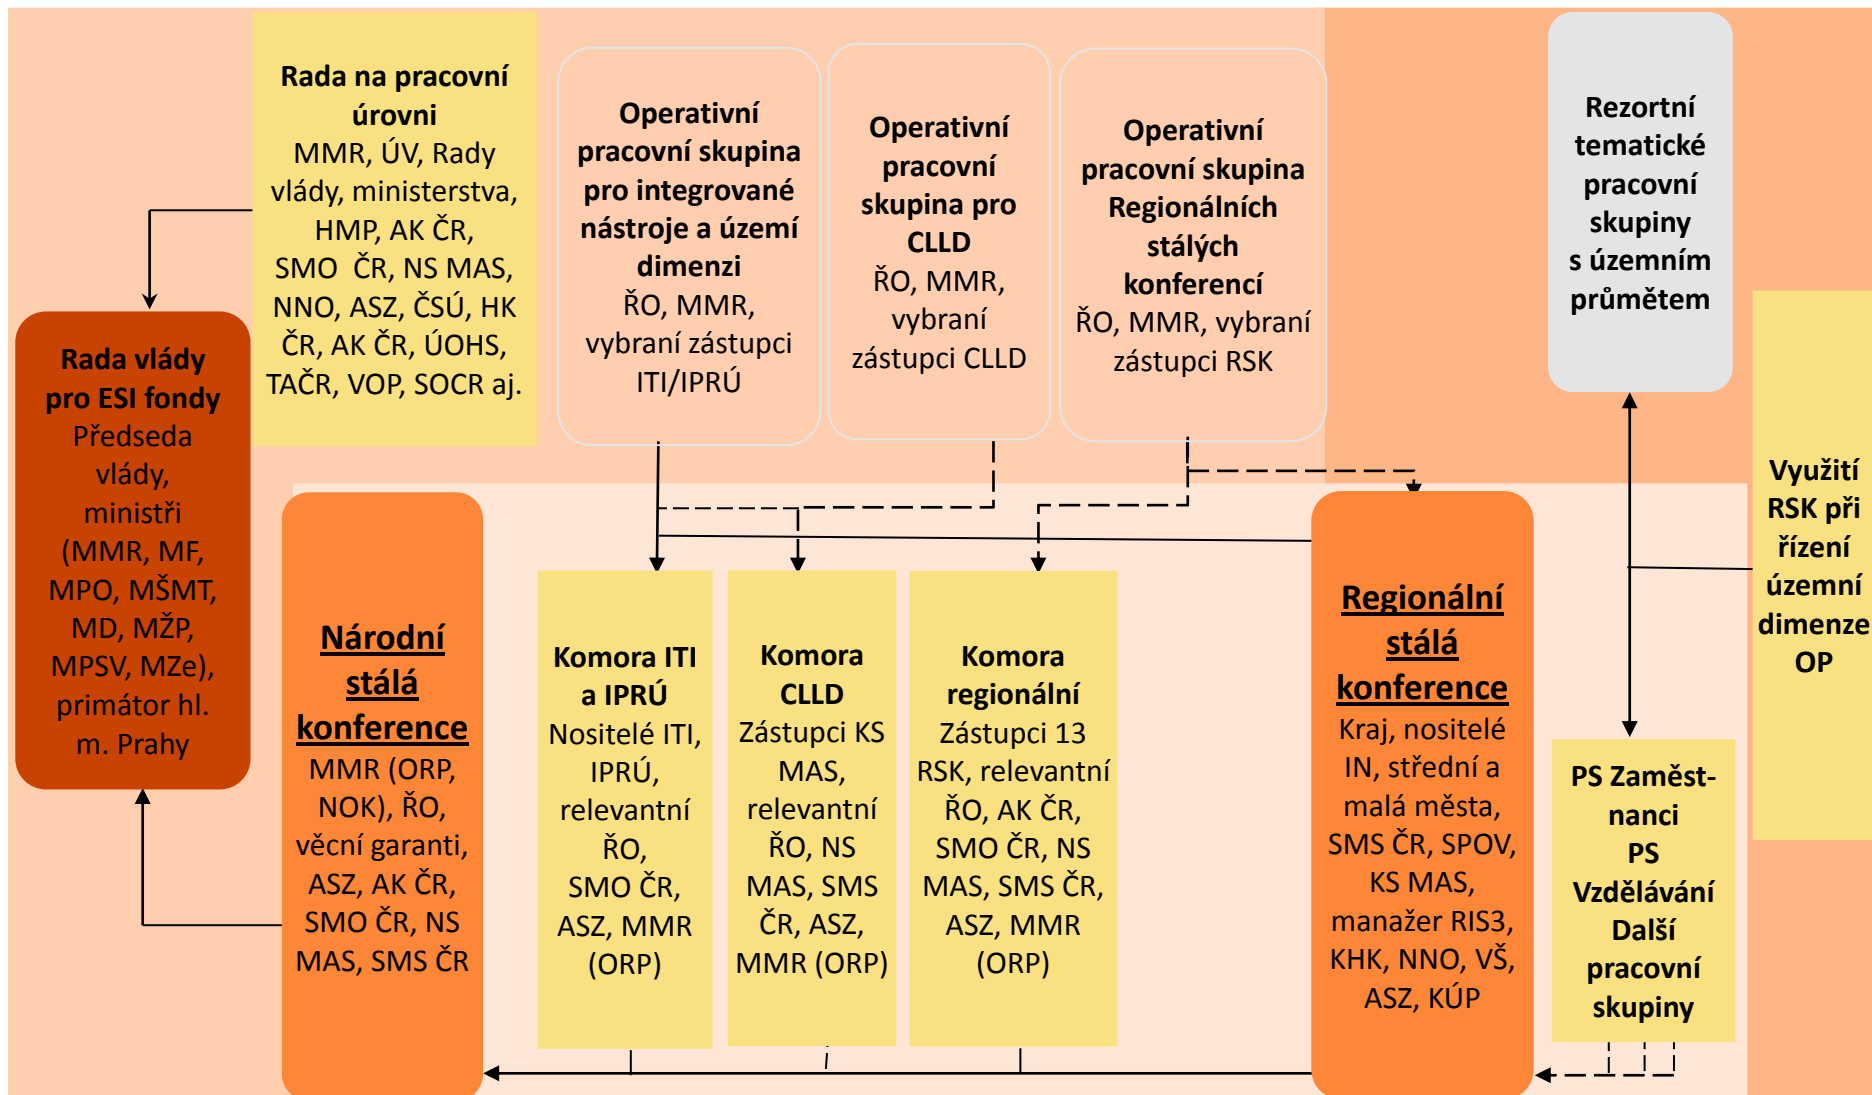 Rada na pracovní
úrovni
MMR, ÚV, Rady
vlády, ministerstva,
HMP, AK ČR,
SMO ČR, NS MAS,
NNO, ASZ, ČSÚ, HK
ČR, AK ČR, ÚOHS,
TAČR, VOP, SOCR aj.
Operativní
pracovní skupina
pro integrované
nástroje a území
dimenzi
ŘO, MMR,
vybraní zástupci
ITI/IPRÚ
Operativní
pracovní
skupina pro
CLLD
ŘO, MMR,
vybraní
zástupci CLLD
Operativní
pracovní skupina
Regionálních
stálých
konferencí
ŘO, MMR, vybraní
zástupci RSK
Rezortní
tematické
pracovní
skupiny
s územním
průmětem
Rada vlády
pro ESI fondy
Předseda
vlády,
ministři
(MMR, MF,
MPO, MŠMT,
MD, MŽP,
MPSV, MZe),
primátor hl.
m. Prahy
Využití
RSK při
řízení
územní
dimenze
OP
Národní
stálá
konference
MMR (ORP,
NOK), ŘO,
věcní garanti,
ASZ, AK ČR,
SMO ČR, NS
MAS, SMS ČR
Komora ITI
a IPRÚ
Nositelé ITI,
IPRÚ,
relevantní
ŘO,
SMO ČR,
ASZ, MMR
(ORP)
Komora
CLLD
Zástupci KS
MAS,
relevantní
ŘO, NS
MAS, SMS
ČR, ASZ,
MMR (ORP)
Komora
regionální
Zástupci 13
RSK, relevantní
ŘO, AK ČR,
SMO ČR, NS
MAS, SMS ČR,
ASZ, MMR
(ORP)
Regionální
stálá
konference
Kraj, nositelé
IN, střední a
malá města,
SMS ČR, SPOV,
KS MAS,
manažer RIS3,
KHK, NNO, VŠ,
ASZ, KÚP
PS Zaměst-
nanci
PS
Vzdělávání
Další
pracovní
skupiny